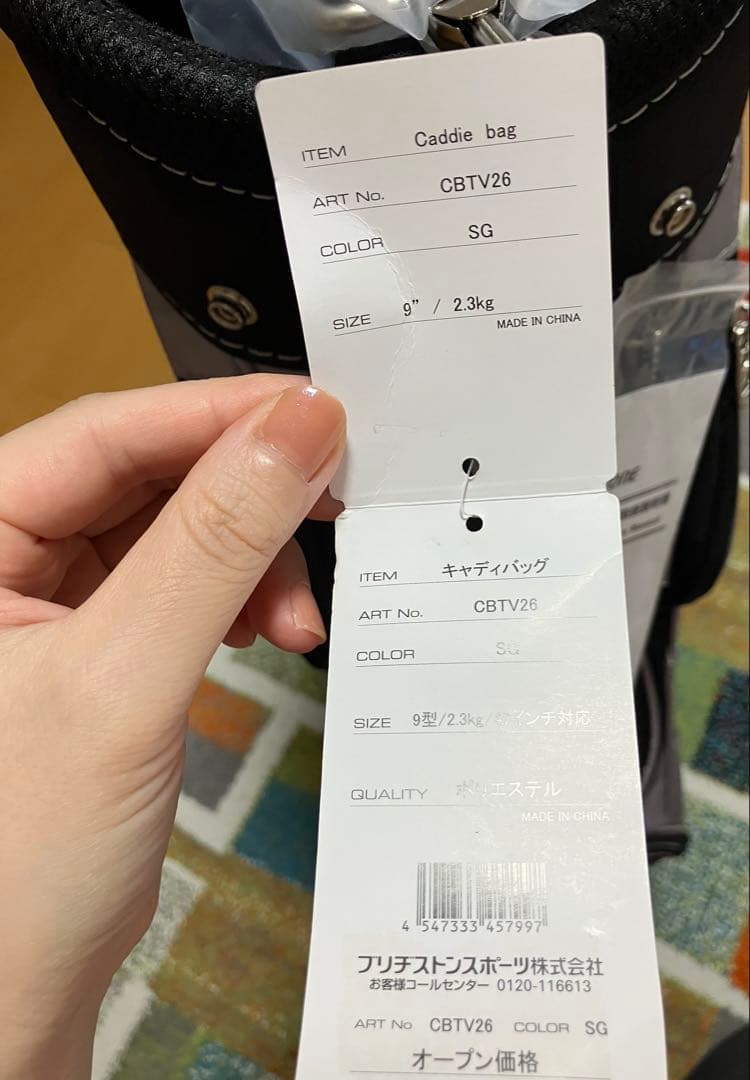 ITEM Caddie bag
ART No. CBTV26
COLOR SG
SIZE 9” / 2.3kg
MADE IN CHINA
ITEM キャディバッグ
ART No. CBTV26
COLOR SG
SIZE 9型/2.3kg/47インチ対応
QUALITY ポリエステル
MADE IN CHINA
4 547333 457997
ブリヂストンスポーツ株式会社
お客様コールセンター 0120-116613
ART No CBTV26 COLOR SG
オープン価格